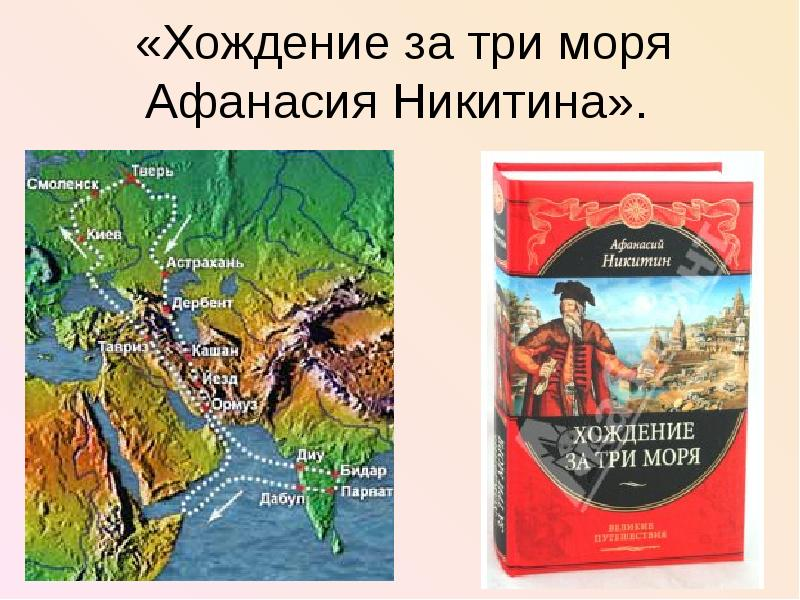 «Хождение за три моря
Афанасия Никитина».
Тверь
Смоленск
Киев
Астрахань
Дербент
Тавриз
Кашан
Йезд
Ормуз
Диу
Бидар
Дабул
Парват
Афанасий
Никитин
ХОЖДЕНИЕ
ЗА ТРИ МОРЯ
ВЕЛИКИЕ
ПУТЕШЕСТВИЯ